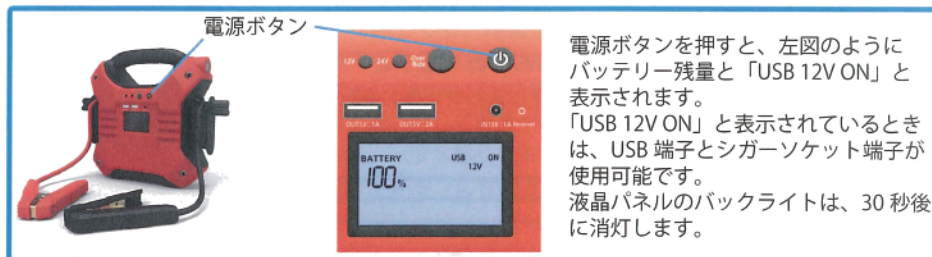 電源ボタン
12V 24V Over Rate
OUT5V : 1A OUT5V : 2A IN15V : 1A
BATTERY USB ON
12V
100%
電源ボタンを押すと、左図のように
バッテリー残量と「USB 12V ON」と
表示されます。
「USB 12V ON」と表示されているとき
は、USB 端子とシガーソケット端子が
使用可能です。
液晶パネルのバックライトは、30 秒後
に消灯します。